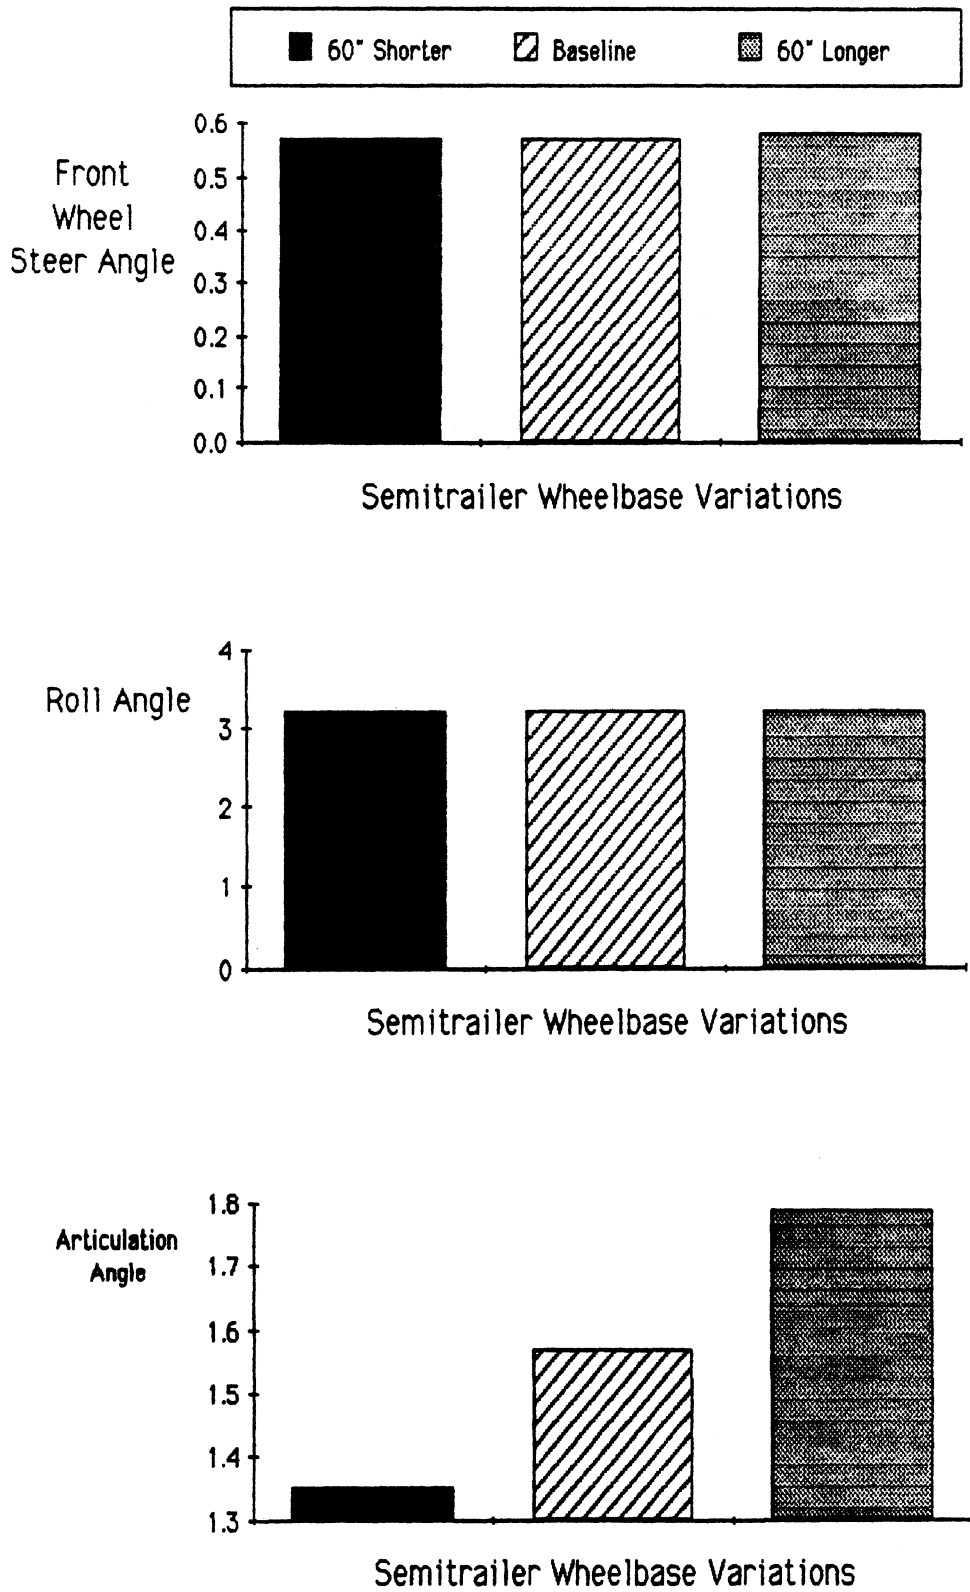 60" Shorter Baseline 60" Longer
Front
Wheel
Steer Angle
0.6
0.5
0.4
0.3
0.2
0.1
0.0
Semitrailer Wheelbase Variations
Roll Angle
4
3
2
1
0
Semitrailer Wheelbase Variations
Articulation
Angle
1.8
1.7
1.6
1.5
1.4
1.3
Semitrailer Wheelbase Variations